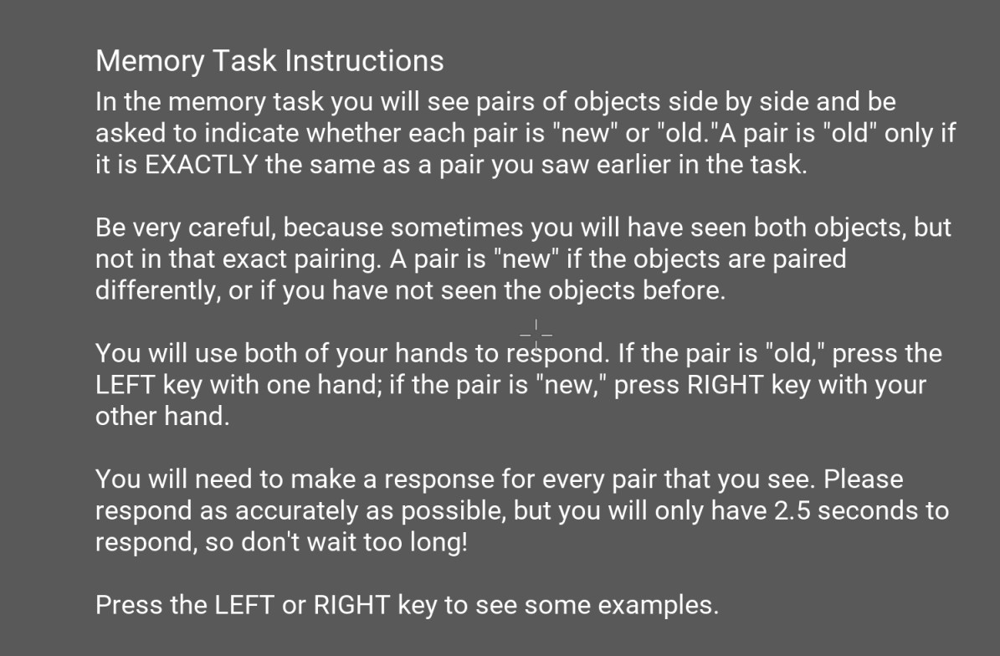 Memory Task Instructions
In the memory task you will see pairs of objects side by side and be
asked to indicate whether each pair is "new" or "old."A pair is "old" only if
it is EXACTLY the same as a pair you saw earlier in the task.
Be very careful, because sometimes you will have seen both objects, but
not in that exact pairing. A pair is "new" if the objects are paired
differently, or if you have not seen the objects before.
You will use both of your hands to respond. If the pair is "old," press the
LEFT key with one hand; if the pair is "new," press RIGHT key with your
other hand.
You will need to make a response for every pair that you see. Please
respond as accurately as possible, but you will only have 2.5 seconds to
respond, so don't wait too long!
Press the LEFT or RIGHT key to see some examples.